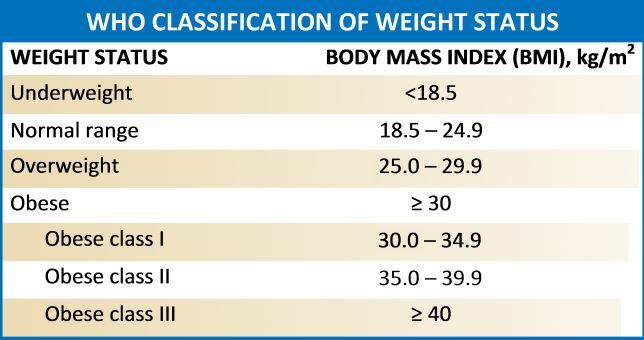 WHO CLASSIFICATION OF WEIGHT STATUS
WEIGHT STATUS BODY MASS INDEX (BMI), kg/m²
Underweight <18.5
Normal range 18.5 – 24.9
Overweight 25.0 – 29.9
Obese ≥ 30
Obese class I 30.0 – 34.9
Obese class II 35.0 – 39.9
Obese class III ≥ 40